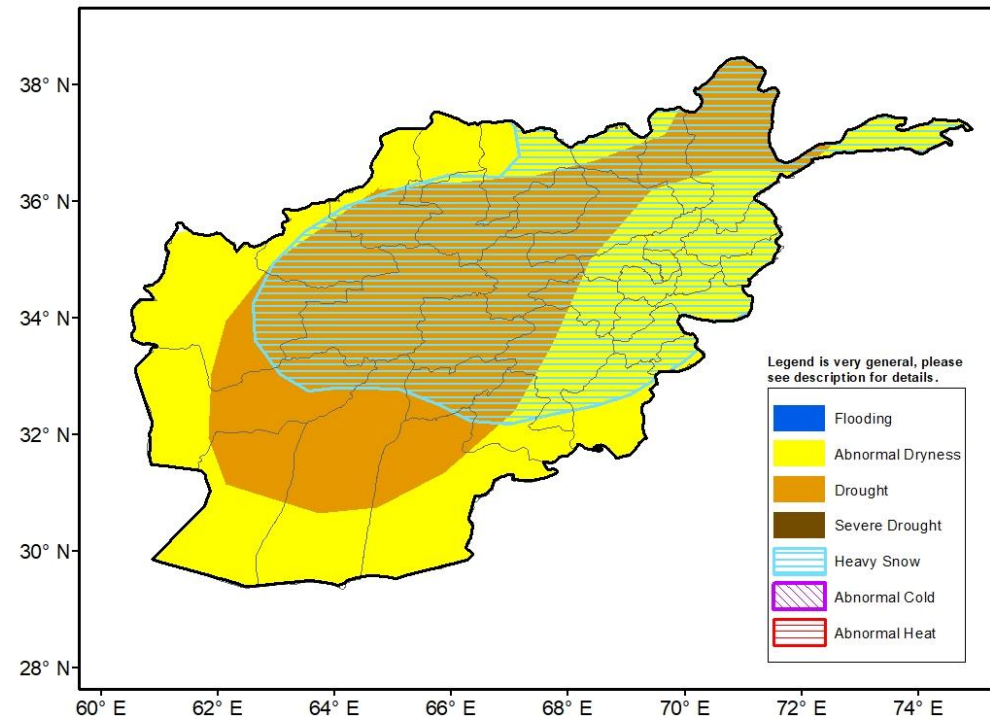 38° N
36° N
34° N
32° N
30° N
28° N
60° E 62° E 64° E 66° E 68° E 70° E 72° E 74° E
Legend is very general, please
see description for details.
Flooding
Abnormal Dryness
Drought
Severe Drought
Heavy Snow
Abnormal Cold
Abnormal Heat